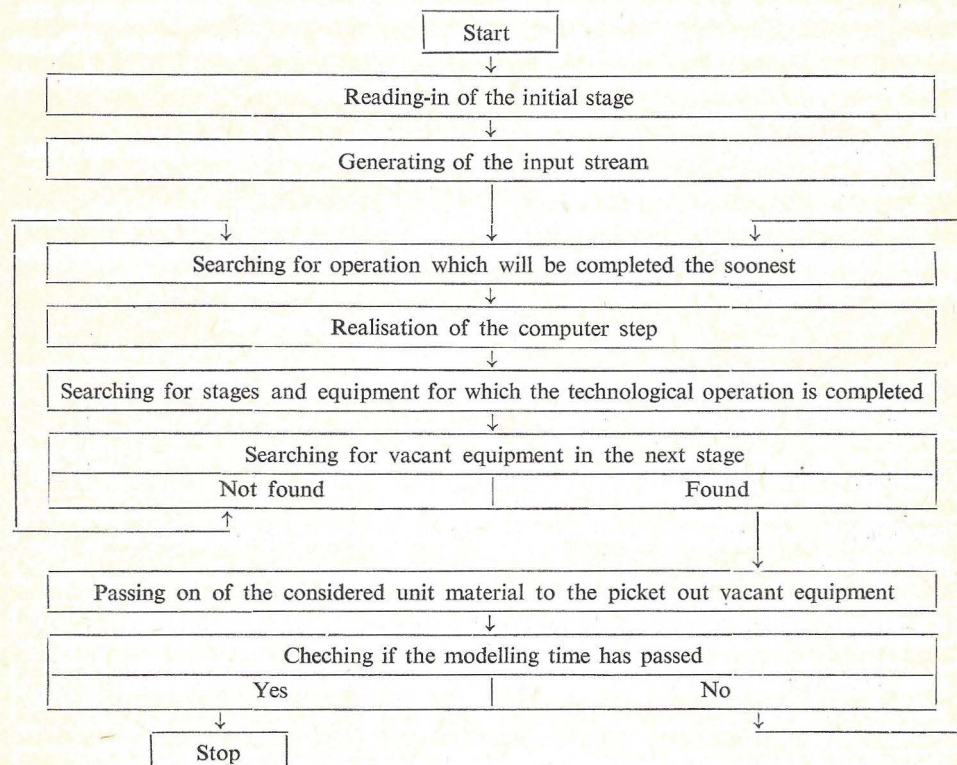 Start
Reading-in of the initial stage
Generating of the input stream
Searching for operation which will be completed the soonest
Realisation of the computer step
Searching for stages and equipment for which the technological operation is completed
Searching for vacant equipment in the next stage
Not found
Found
Passing on of the considered unit material to the picket out vacant equipment
Cheching if the modelling time has passed
Yes
No
Stop